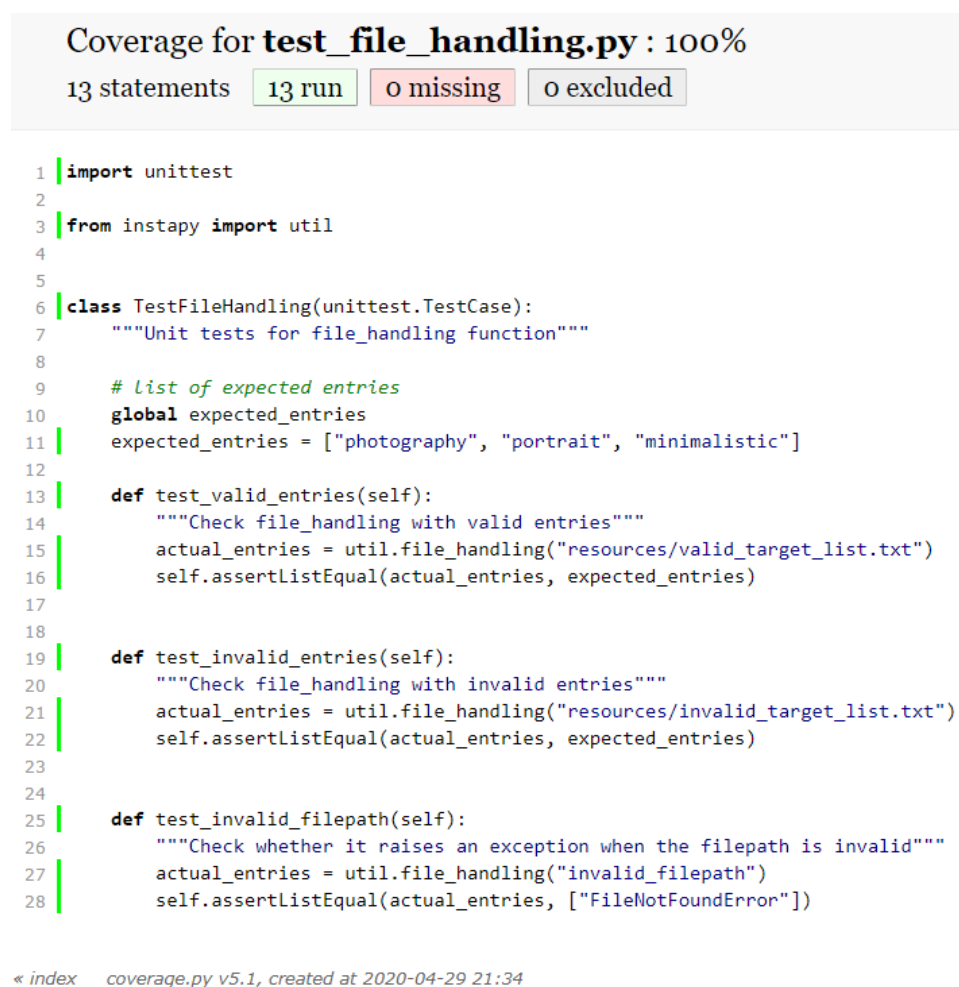 Coverage for test_file_handling.py : 100%
13 statements 13 run 0 missing 0 excluded
1 import unittest
2
3 from instapy import util
4
5
6 class TestFileHandling(unittest.TestCase):
7     """Unit tests for file_handling function"""
8
9     # list of expected entries
10     global expected_entries
11     expected_entries = ["photography", "portrait", "minimalistic"]
12
13     def test_valid_entries(self):
14         """Check file_handling with valid entries"""
15         actual_entries = util.file_handling("resources/valid_target_list.txt")
16         self.assertListEqual(actual_entries, expected_entries)
17
18
19     def test_invalid_entries(self):
20         """Check file_handling with invalid entries"""
21         actual_entries = util.file_handling("resources/invalid_target_list.txt")
22         self.assertListEqual(actual_entries, expected_entries)
23
24
25     def test_invalid_filepath(self):
26         """Check whether it raises an exception when the filepath is invalid"""
27         actual_entries = util.file_handling("invalid_filepath")
28         self.assertListEqual(actual_entries, ["FileNotFoundError"])
« index coverage.py v5.1, created at 2020-04-29 21:34